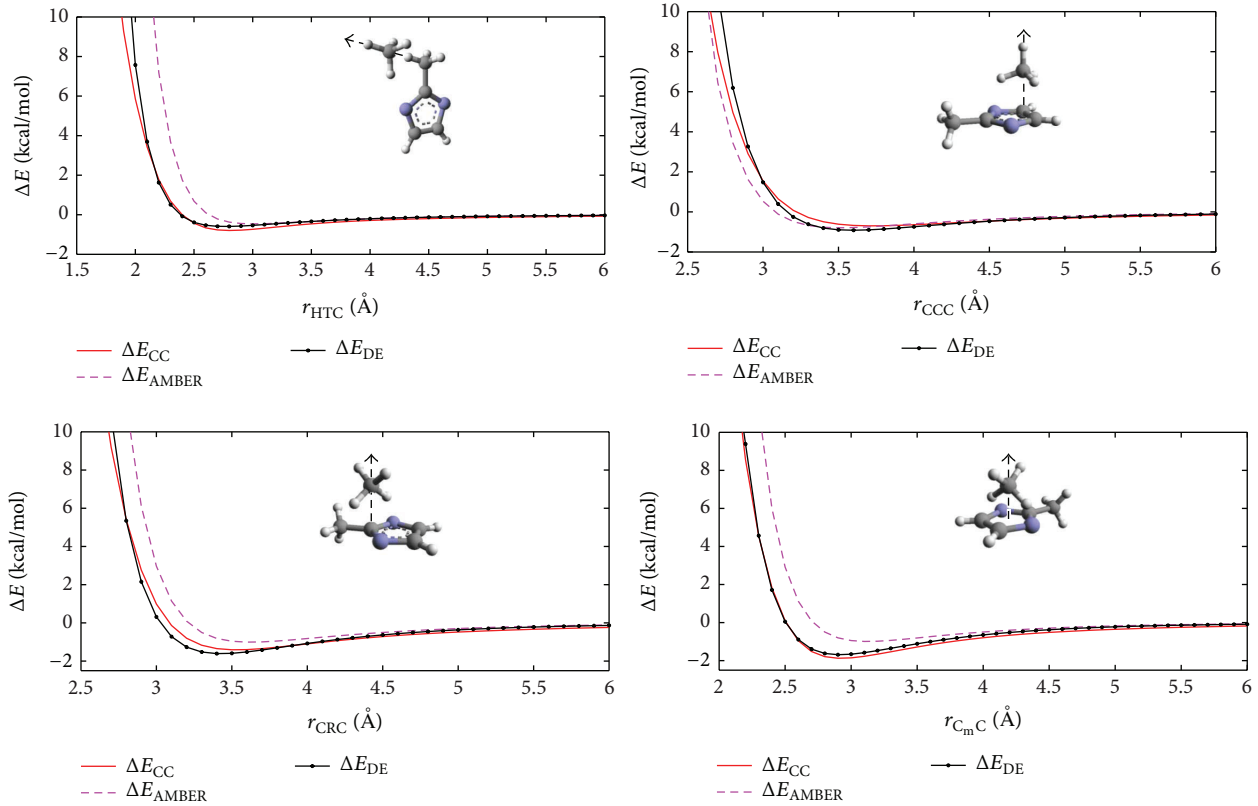 10
8
6
4
2
0
−2
ΔE (kcal/mol)
1.5 2 2.5 3 3.5 4 4.5 5 5.5 6
r_HTC (Å)
ΔE_CC
ΔE_DE
ΔE_AMBER
10
8
6
4
2
0
−2
ΔE (kcal/mol)
2.5 3 3.5 4 4.5 5 5.5 6
r_CCC (Å)
ΔE_CC
ΔE_DE
ΔE_AMBER
10
8
6
4
2
0
−2
ΔE (kcal/mol)
2.5 3 3.5 4 4.5 5 5.5 6
r_CRC (Å)
ΔE_CC
ΔE_DE
ΔE_AMBER
10
8
6
4
2
0
−2
ΔE (kcal/mol)
2 2.5 3 3.5 4 4.5 5 5.5 6
r_CmC (Å)
ΔE_CC
ΔE_DE
ΔE_AMBER